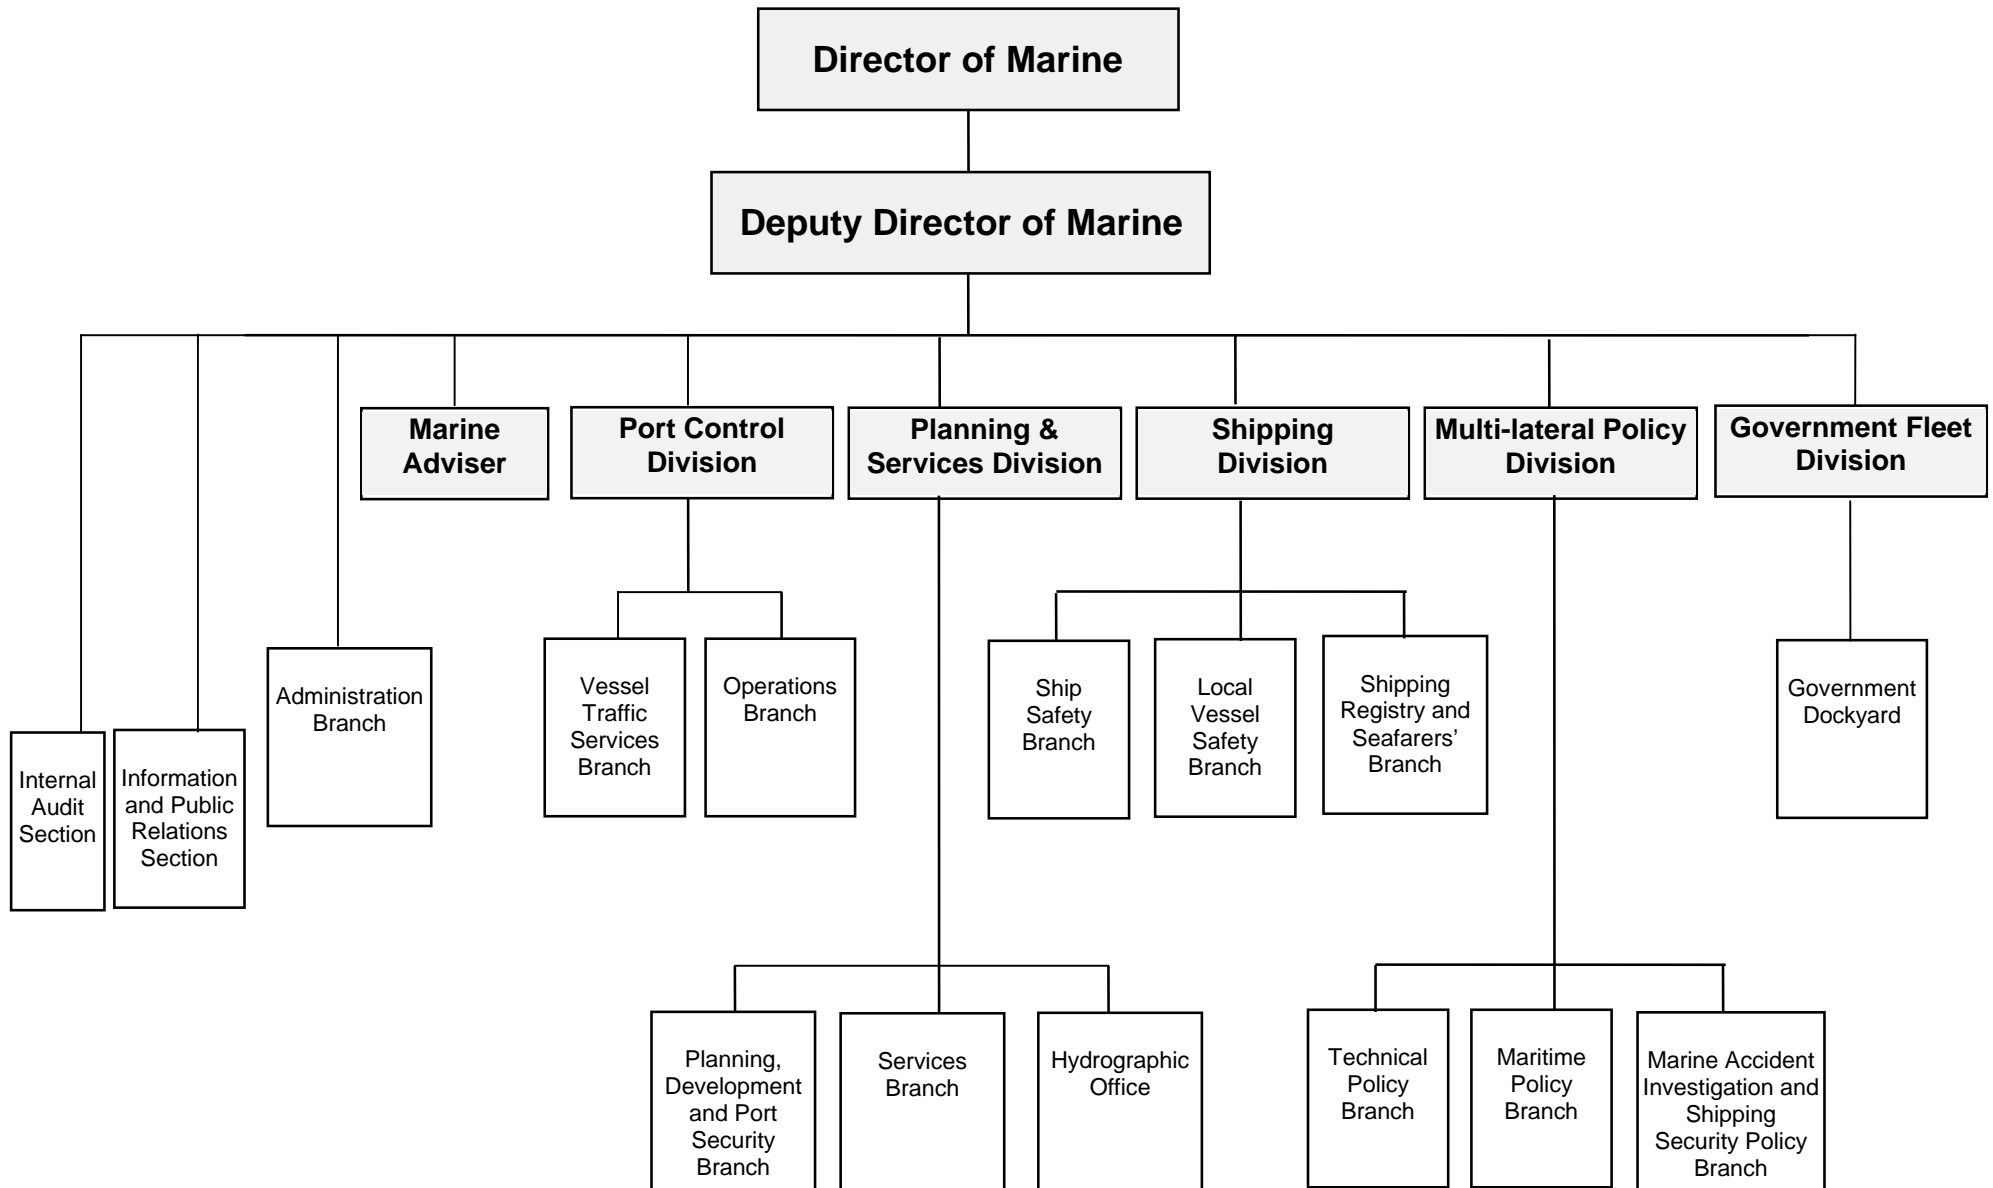 Director of Marine
Deputy Director of Marine
Marine
Adviser
Port Control
Division
Planning &
Services Division
Shipping
Division
Multi-lateral Policy
Division
Government Fleet
Division
Internal
Audit
Section
Information
and Public
Relations
Section
Administration
Branch
Vessel
Traffic
Services
Branch
Operations
Branch
Ship
Safety
Branch
Local
Vessel
Safety
Branch
Shipping
Registry and
Seafarers’
Branch
Government
Dockyard
Planning,
Development
and Port
Security
Branch
Services
Branch
Hydrographic
Office
Technical
Policy
Branch
Maritime
Policy
Branch
Marine Accident
Investigation and
Shipping
Security Policy
Branch